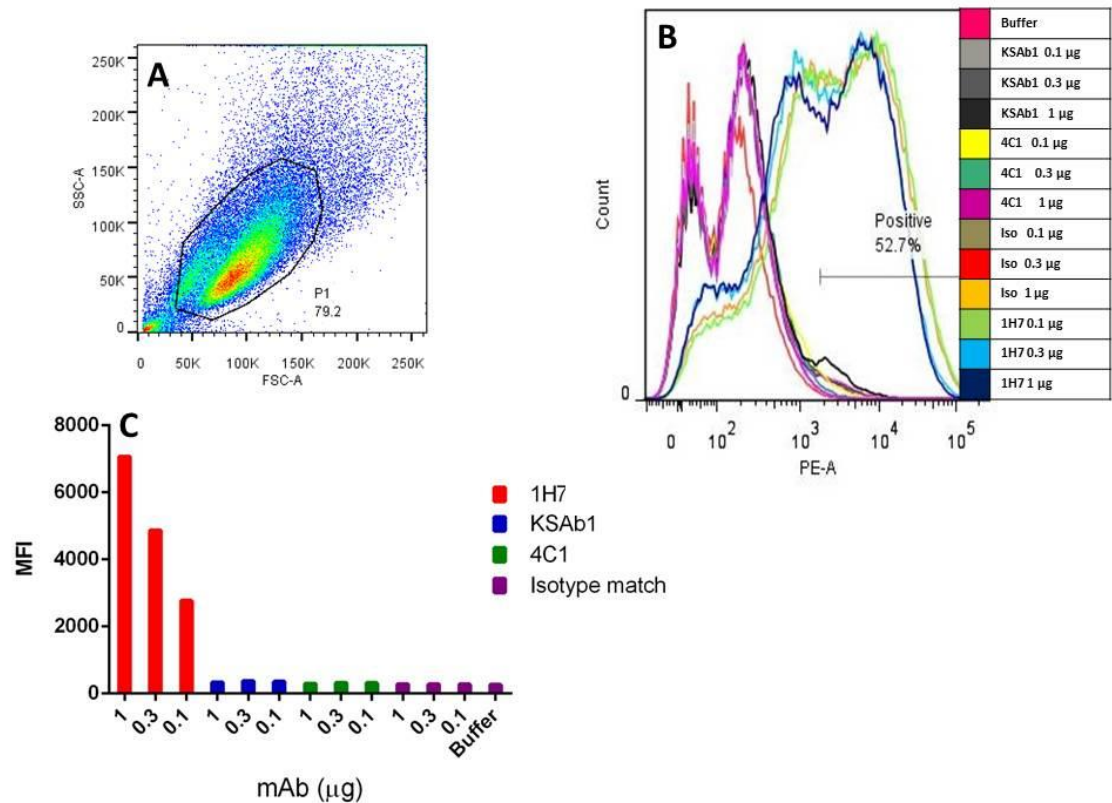 A
250K
200K
150K
100K
50K
0
SSC-A
P1
79.2
0 50K 100K 150K 200K 250K
FSC-A
B
Count
Positive
52.7%
0
0 10^2 10^3 10^4 10^5
PE-A
Buffer
KSAb1 0.1 µg
KSAb1 0.3 µg
KSAb1 1 µg
4C1 0.1 µg
4C1 0.3 µg
4C1 1 µg
Iso 0.1 µg
Iso 0.3 µg
Iso 1 µg
1H7 0.1 µg
1H7 0.3 µg
1H7 1 µg
C
8000
6000
4000
2000
0
MFI
1 0.3 0.1 1 0.3 0.1 1 0.3 0.1 1 0.3 0.1 Buffer
mAb (µg)
1H7
KSAb1
4C1
Isotype match